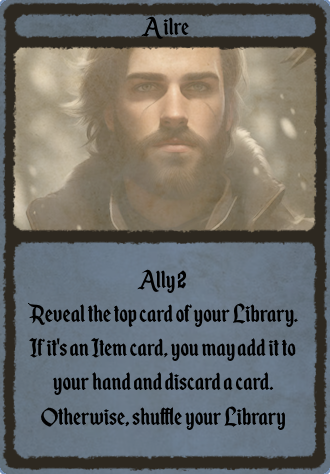 Ailre
Ally 2
Reveal the top card of your Library.
If it's an Item card, you may add it to
your hand and discard a card.
Otherwise, shuffle your Library